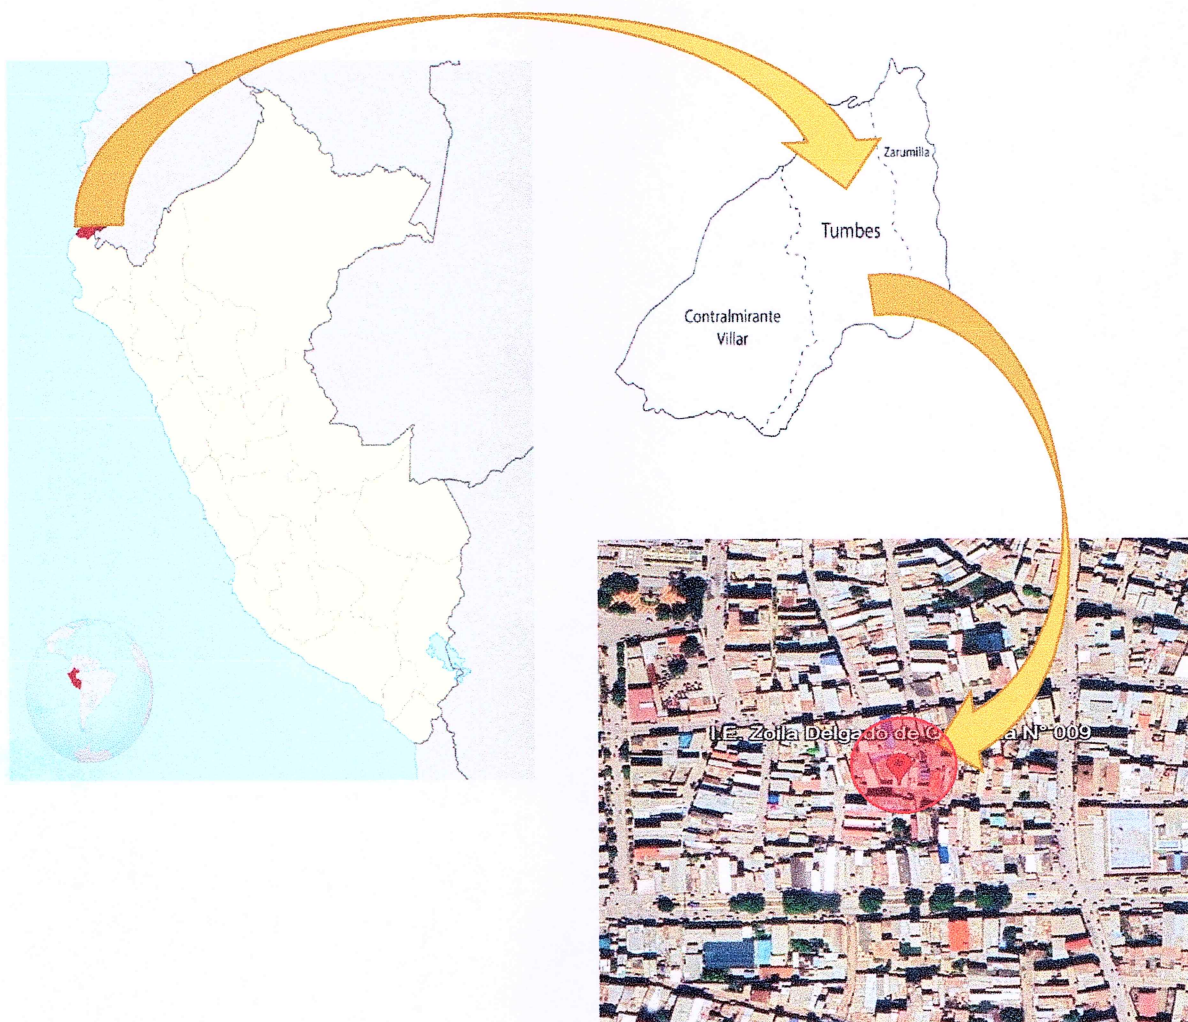 Zarumilla
Tumbes
Contralmirante
Villar
I.E. Zoila Delgado de N° 009